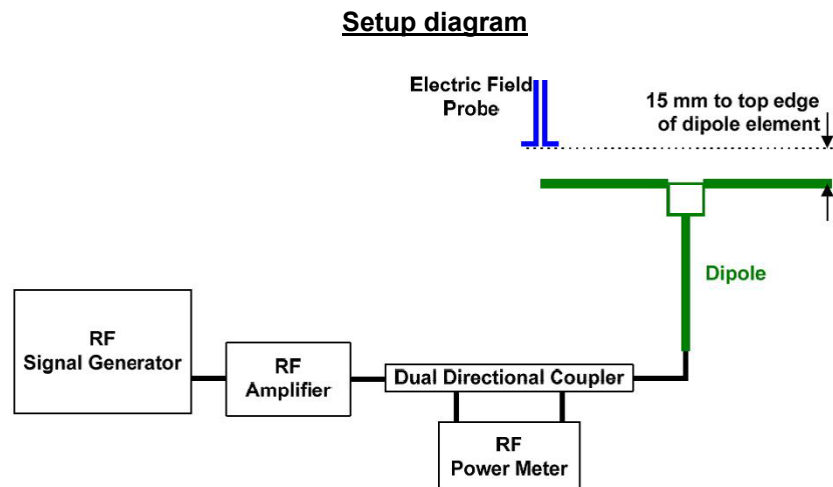 Setup diagram
Electric Field
Probe
15 mm to top edge
of dipole element
Dipole
RF
Signal Generator
RF
Amplifier
Dual Directional Coupler
RF
Power Meter